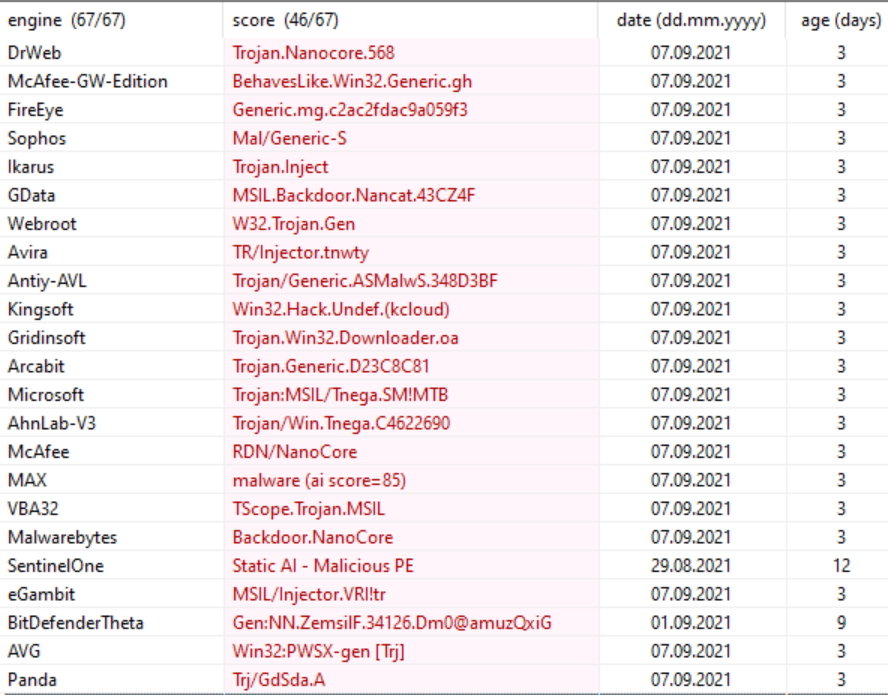 engine (67/67) score (46/67) date (dd.mm.yyyy) age (days)
DrWeb Trojan.Nanocore.568 07.09.2021 3
McAfee-GW-Edition BehavesLike.Win32.Generic.gh 07.09.2021 3
FireEye Generic.mg.c2ac2fdac9a059f3 07.09.2021 3
Sophos Mal/Generic-S 07.09.2021 3
Ikarus Trojan.Inject 07.09.2021 3
GData MSIL.Backdoor.Nancat.43CZ4F 07.09.2021 3
Webroot W32.Trojan.Gen 07.09.2021 3
Avira TR/Injector.tnwty 07.09.2021 3
Antiy-AVL Trojan/Generic.ASMalwS.348D3BF 07.09.2021 3
Kingsoft Win32.Hack.Undef.(kcloud) 07.09.2021 3
Gridinsoft Trojan.Win32.Downloader.oa 07.09.2021 3
Arcabit Trojan.Generic.D23C8C81 07.09.2021 3
Microsoft Trojan:MSIL/Tnega.SM!MTB 07.09.2021 3
AhnLab-V3 Trojan/Win.Tnega.C4622690 07.09.2021 3
McAfee RDN/NanoCore 07.09.2021 3
MAX malware (ai score=85) 07.09.2021 3
VBA32 TScope.Trojan.MSIL 07.09.2021 3
Malwarebytes Backdoor.NanoCore 07.09.2021 3
SentinelOne Static AI - Malicious PE 29.08.2021 12
eGambit MSIL/Injector.VRI!tr 07.09.2021 3
BitDefenderTheta Gen:NN.ZemsilF.34126.Dm0@amuzQxiG 01.09.2021 9
AVG Win32:PWSX-gen [Trj] 07.09.2021 3
Panda Trj/GdSda.A 07.09.2021 3